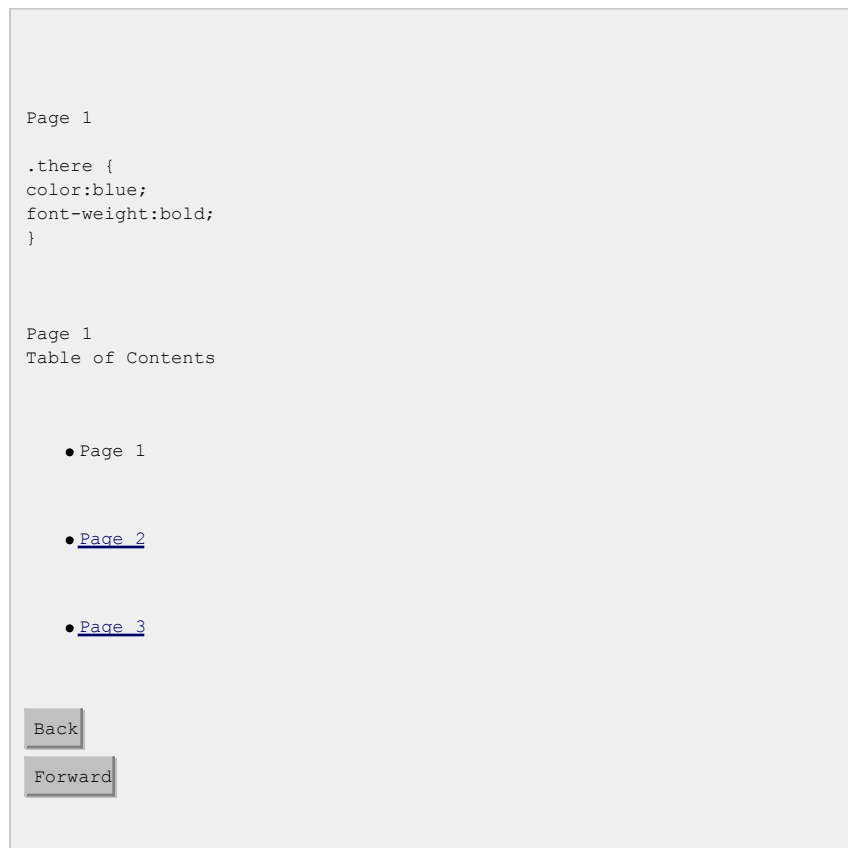 Page 1
.there {
color:blue;
font-weight:bold;
}
Page 1
Table of Contents
Page 1
Page 2
Page 3
Back
Forward